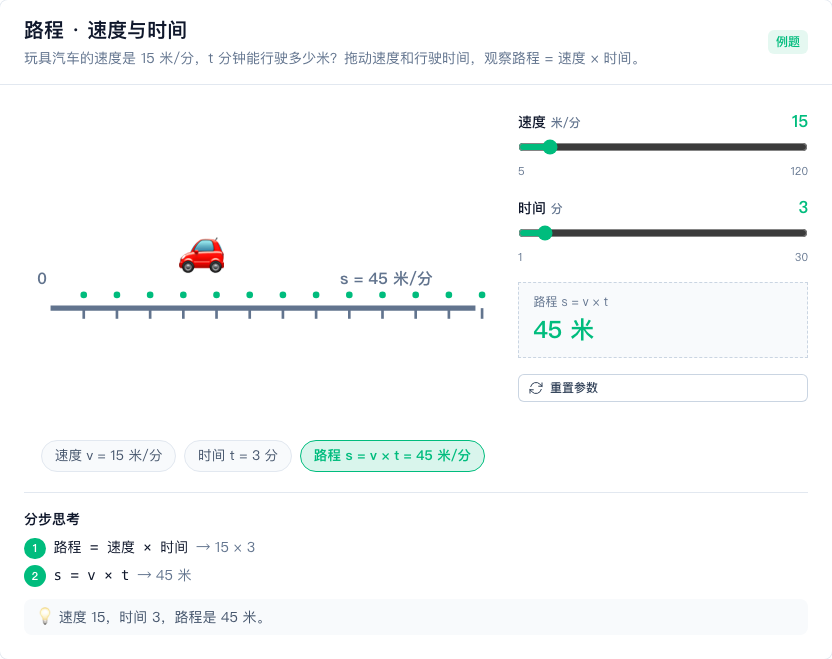 路程 · 速度与时间
玩具汽车的速度是 15 米/分，t 分钟能行驶多少米？拖动速度和行驶时间，观察路程 = 速度 × 时间。
例题
速度 米/分
15
5
120
时间 分
3
1
30
0
s = 45 米/分
路程 s = v × t
45 米
重置参数
速度 v = 15 米/分
时间 t = 3 分
路程 s = v × t = 45 米/分
分步思考
1 路程 = 速度 × 时间 → 15 × 3
2 s = v × t → 45 米
速度 15，时间 3，路程是 45 米。